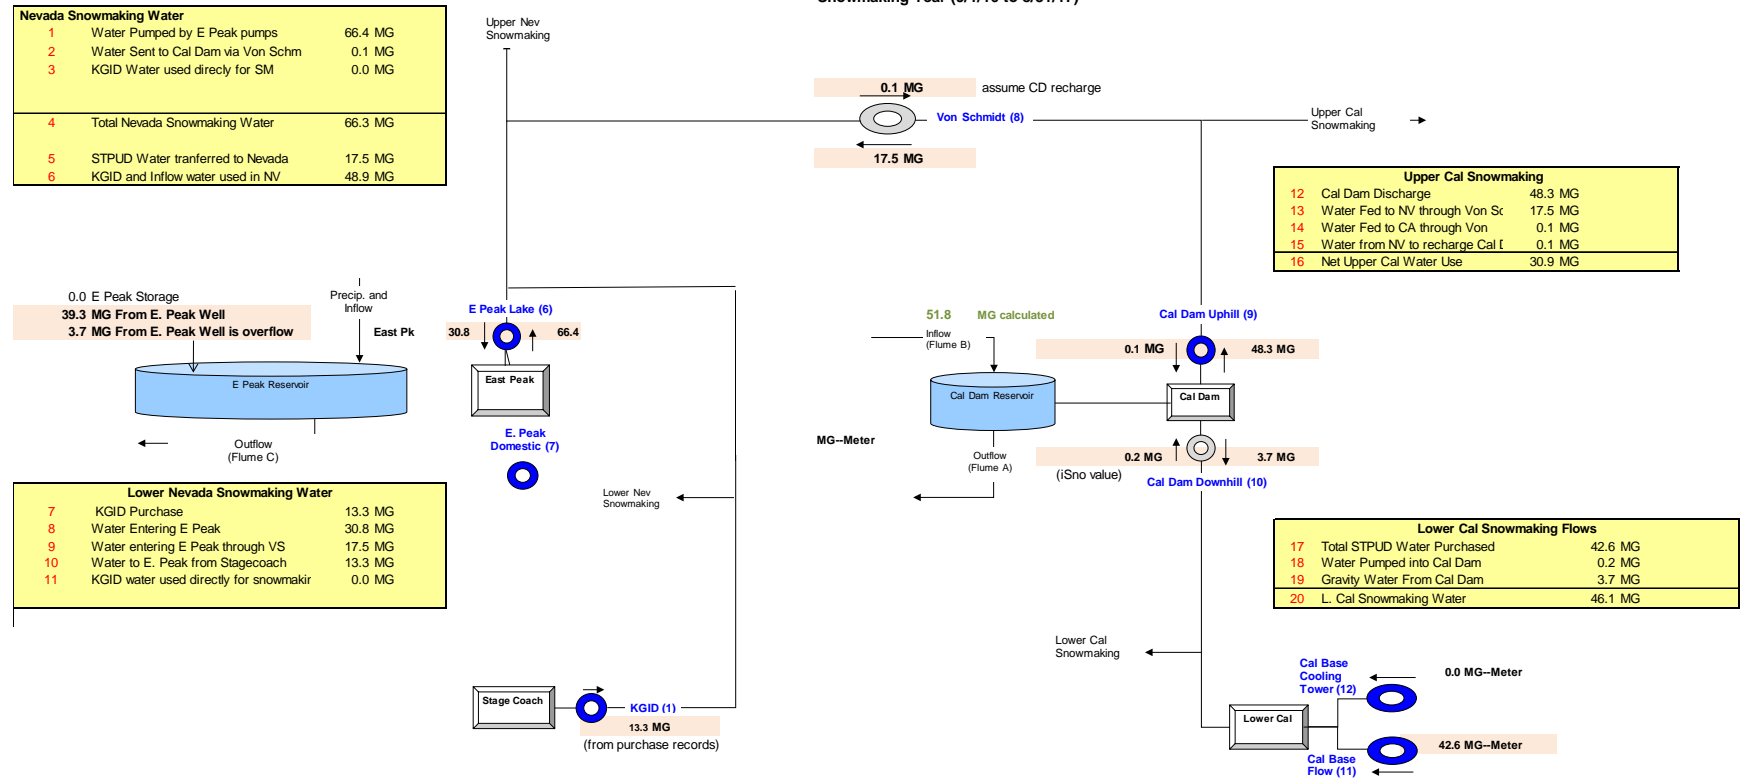 Nevada Snowmaking Water
1 Water Pumped by E Peak pumps 66.4 MG
2 Water Sent to Cal Dam via Von Schm 0.1 MG
3 KGID Water used direcly for SM 0.0 MG
4 Total Nevada Snowmaking Water 66.3 MG
5 STPUD Water tranferred to Nevada 17.5 MG
6 KGID and Inflow water used in NV 48.9 MG
Upper Nev
Snowmaking
0.1 MG assume CD recharge
Von Schmidt (8)
17.5 MG
Upper Cal
Snowmaking
Upper Cal Snowmaking
12 Cal Dam Discharge 48.3 MG
13 Water Fed to NV through Von Sc 17.5 MG
14 Water Fed to CA through Von 0.1 MG
15 Water from NV to recharge Cal 0.1 MG
16 Net Upper Cal Water Use 30.9 MG
0.0 E Peak Storage
39.3 MG From E. Peak Well
3.7 MG From E. Peak Well is overflow
Precip. and
Inflow
East Pk
E Peak Reservoir
Outflow
(Flume C)
E Peak Lake (6)
30.8 66.4
East Peak
E. Peak
Domestic (7)
51.8 MG calculated
Inflow
(Flume B)
Cal Dam Reservoir
Outflow
(Flume A)
MG--Meter
Cal Dam Uphill (9)
0.1 MG 48.3 MG
Cal Dam
0.2 MG 3.7 MG
(iSno value)
Cal Dam Downhill (10)
Lower Nevada Snowmaking Water
7 KGID Purchase 13.3 MG
8 Water Entering E Peak 30.8 MG
9 Water entering E Peak through VS 17.5 MG
10 Water to E. Peak from Stagecoach 13.3 MG
11 KGID water used directly for snowmakir 0.0 MG
Lower Nev
Snowmaking
Lower Cal Snowmaking Flows
17 Total STPUD Water Purchased 42.6 MG
18 Water Pumped into Cal Dam 0.2 MG
19 Gravity Water From Cal Dam 3.7 MG
20 L. Cal Snowmaking Water 46.1 MG
Lower Cal
Snowmaking
Stage Coach
KGID (1)
13.3 MG
(from purchase records)
Cal Base
Cooling
Tower (12)
0.0 MG--Meter
Lower Cal
42.6 MG--Meter
Cal Base
Flow (11)